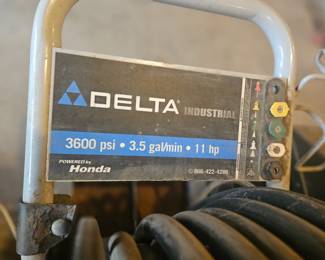 DELTA INDUSTRIAL
3600 psi • 3.5 gal/min • 11 hp
POWERED by
Honda